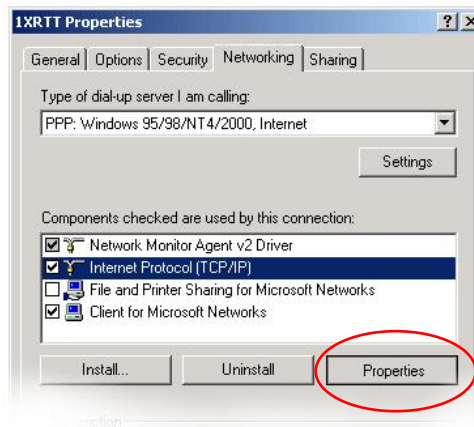 1XRTT Properties ? X
General Options Security Networking Sharing
Type of dial-up server I am calling:
PPP: Windows 95/98/NT4/2000, Internet
Settings
Components checked are used by this connection:
Network Monitor Agent v2 Driver
Internet Protocol (TCP/IP)
File and Printer Sharing for Microsoft Networks
Client for Microsoft Networks
Install... Uninstall Properties